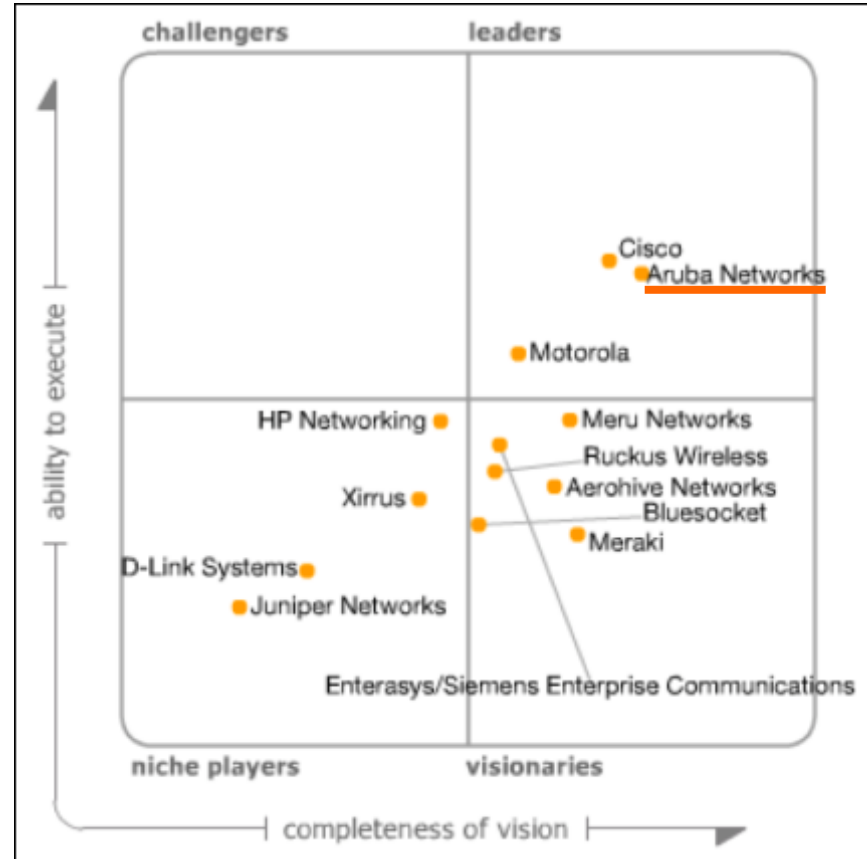 challengers
leaders
ability to execute
Cisco
Aruba Networks
Motorola
HP Networking
Meru Networks
Ruckus Wireless
Xirrus
Aerohive Networks
Bluesocket
Meraki
D-Link Systems
Juniper Networks
Enterasys/Siemens Enterprise Communications
niche players
visionaries
completeness of vision